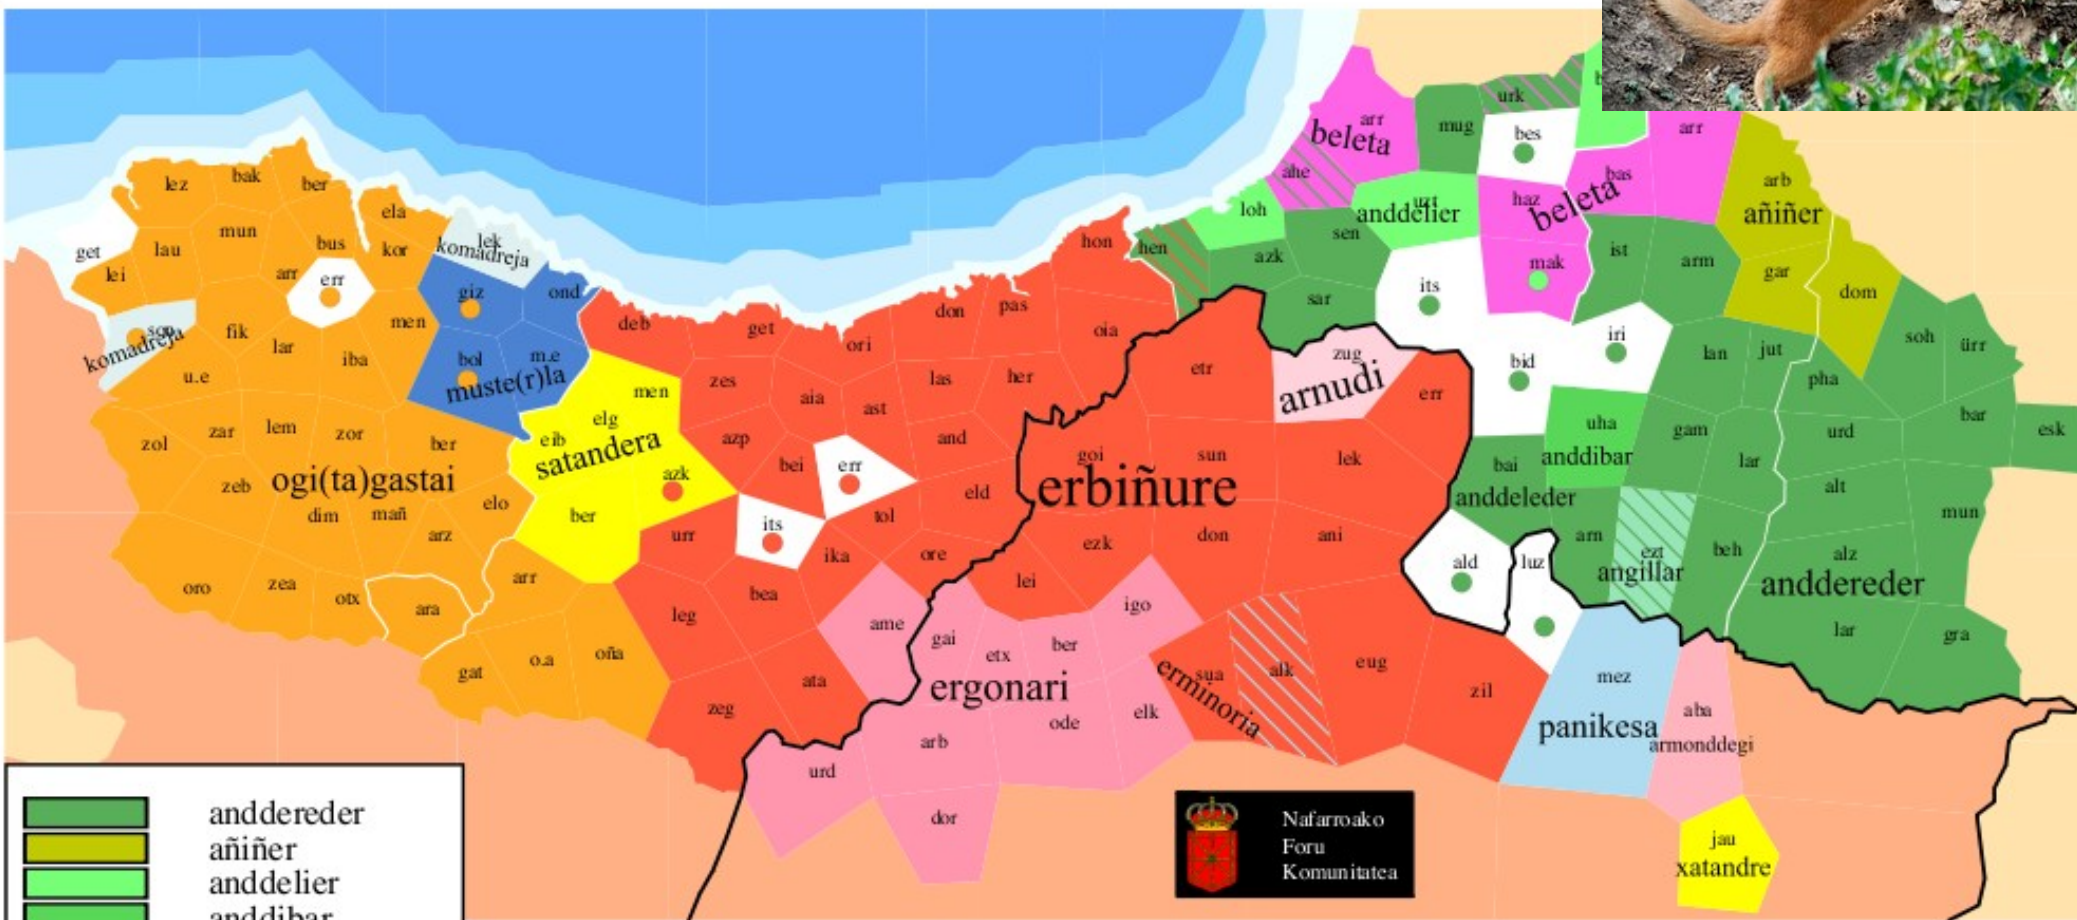 arr
mug
urk
bes
arr
beleta
ahe
haz
bas
beleta
arb
añiñer
lez
bak
ber
ela
mun
bus
kor
lek
komadreja
get
lau
lei
arr
err
giz
ond
loh
anddelier
hon
hen
azk
sen
sar
its
mak
ist
arm
gar
dom
komadreja
fik
lar
iba
men
u.e
bol
m.e
muste(r)la
deb
get
don
pas
oia
ori
zug
arnudi
etr
err
bid
iri
lan
jut
pha
soh
ürr
men
elg
eib
satandera
zes
aia
ast
las
her
and
zol
zar
lem
zor
ber
azp
bei
err
azk
goi
sun
lek
uha
anddibar
bai
anddeleder
gam
lar
urd
bar
esk
zeb
ogi(ta)gastai
dim
mañ
elo
arz
ber
eld
erbiñure
alt
mun
its
tol
urr
ika
ore
ezk
don
ani
ald
luz
arn
ezt
angillar
beh
alz
anddereder
oro
zea
otx
ara
arr
leg
bea
lei
ame
gai
etx
ber
igo
gat
o.a
oña
ata
zeg
ergonari
ode
elk
sua
alk
erminoria
eug
zil
mez
panikesa
aba
armonddegi
lar
gra
urd
arb
dor
jau
xatandre
Nafarroako
Foru
Komunitatea
anddereder
añiñer
anddelier
anddibar